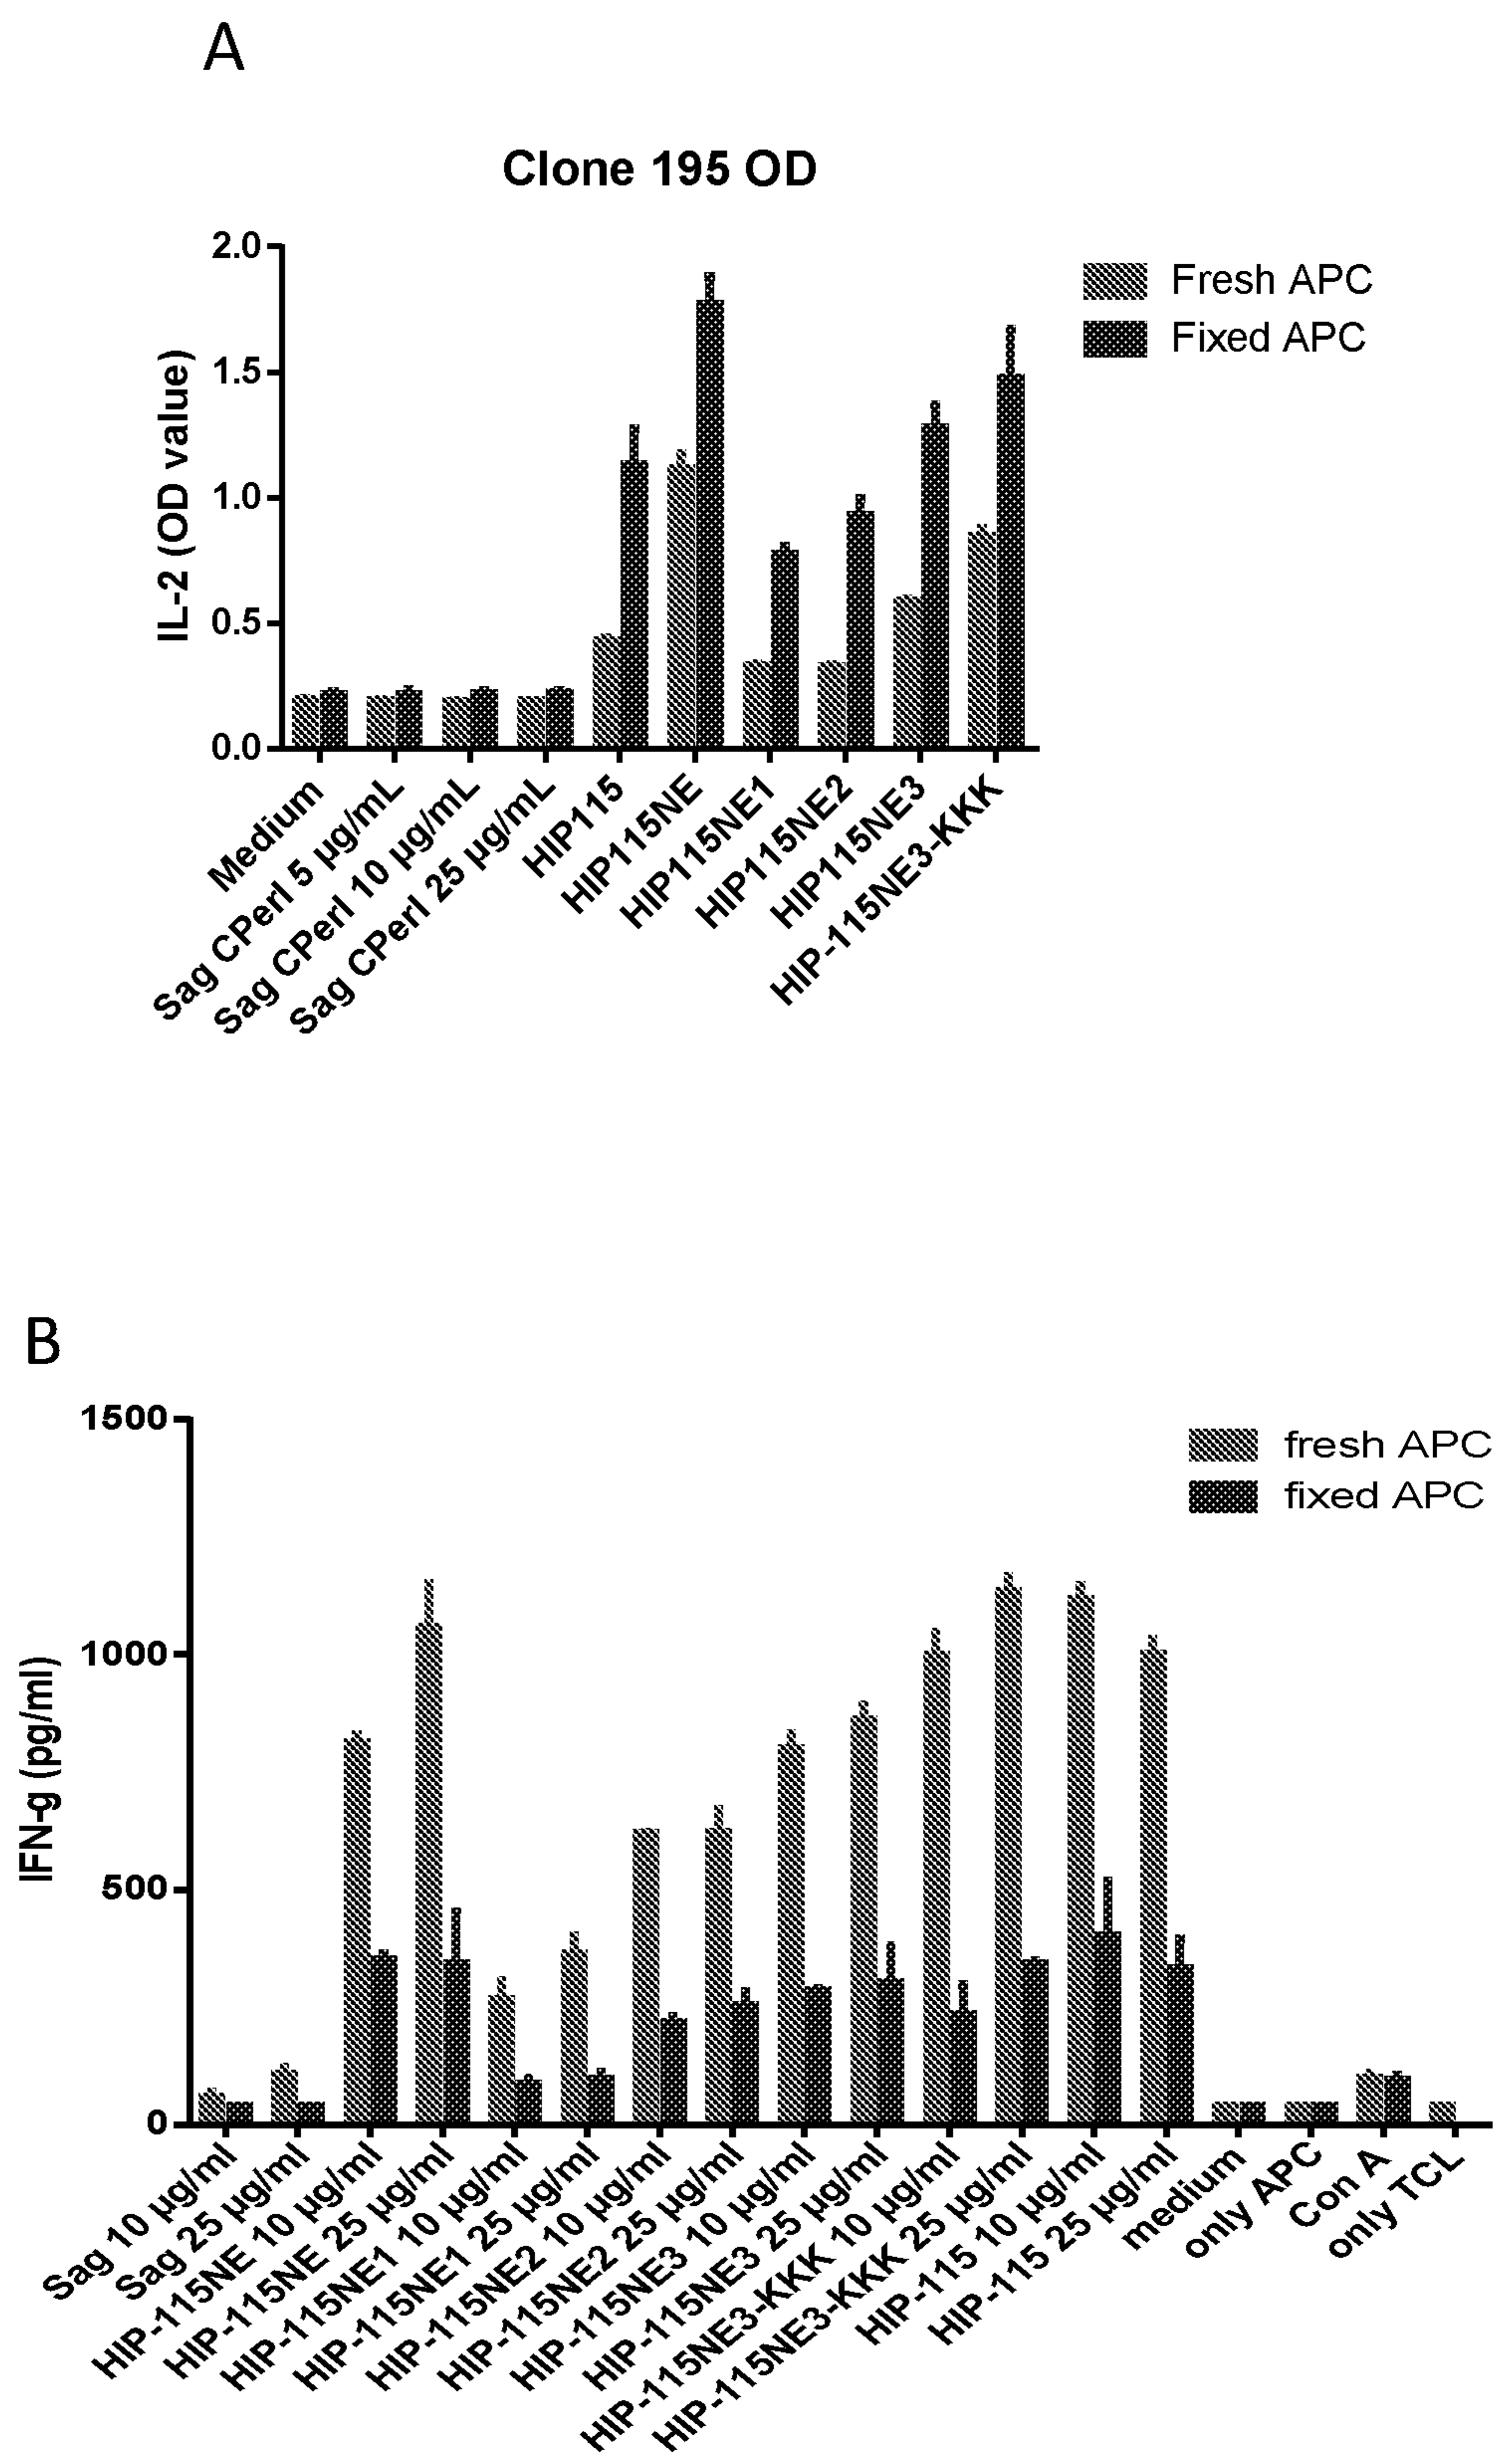 A
Clone 195 OD
2.0
1.5
1.0
0.5
0.0
IL-2 (OD value)
Fresh APC
Fixed APC
Medium
Sag CPerI 5 µg/mL
Sag CPerI 10 µg/mL
Sag CPerI 25 µg/mL
HIP115
HIP115NE
HIP115NE1
HIP115NE2
HIP115NE3
HIP-115NE3-KKK
B
1500
1000
500
0
IFN-g (pg/ml)
fresh APC
fixed APC
Sag 10 µg/ml
Sag 25 µg/ml
HIP-115NE 10 µg/ml
HIP-115NE 25 µg/ml
HIP-115NE1 10 µg/ml
HIP-115NE1 25 µg/ml
HIP-115NE2 10 µg/ml
HIP-115NE2 25 µg/ml
HIP-115NE3 10 µg/ml
HIP-115NE3 25 µg/ml
HIP-115NE3-KKK 10 µg/ml
HIP-115NE3-KKK 25 µg/ml
HIP-115 10 µg/ml
HIP-115 25 µg/ml
medium
only APC
Con A
only TCL